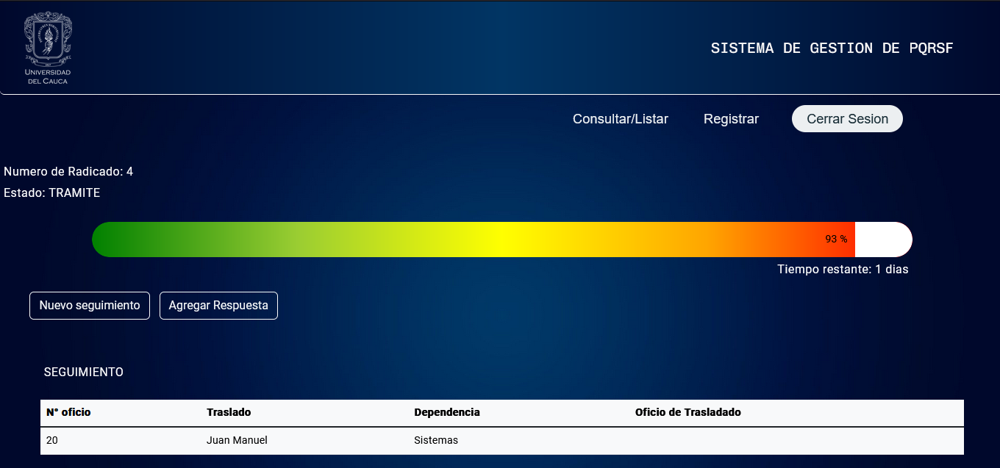 UNIVERSIDAD
DEL CAUCA
SISTEMA DE GESTION DE PQRSF
Consultar/Listar Registrar Cerrar Sesion
Numero de Radicado: 4
Estado: TRAMITE
93 %
Tiempo restante: 1 dias
Nuevo seguimiento Agregar Respuesta
SEGUIMIENTO
N° oficio Traslado Dependencia Oficio de Trasladado
20 Juan Manuel Sistemas